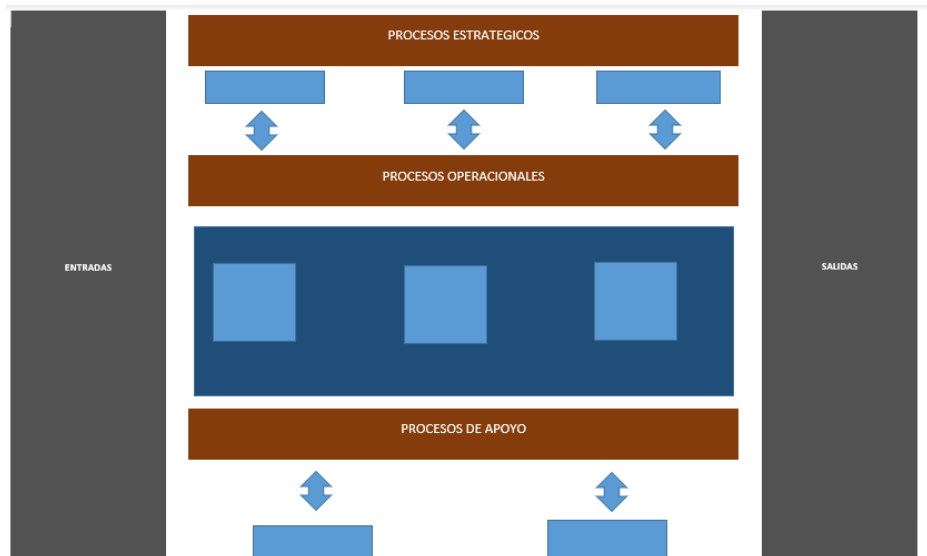 PROCESOS ESTRATEGICOS
PROCESOS OPERACIONALES
ENTRADAS
SALIDAS
PROCESOS DE APOYO